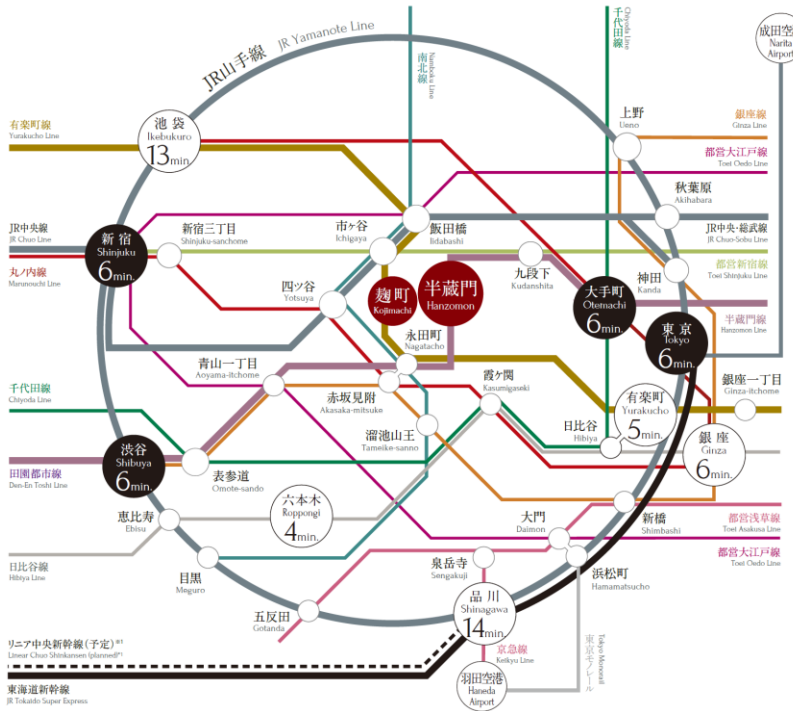 成田空港
Narita
Airport
JR山手線 JR Yamanote Line
南北線
Namboku Line
千代田線
Chiyoda Line
上野
Ueno
銀座線
Ginza Line
有楽町線
Yurakucho Line
池袋
Ikebukuro
13min.
都営大江戸線
Toei Oedo Line
秋葉原
Akihabara
JR中央線
JR Chuo Line
新宿
Shinjuku
6min.
新宿三丁目
Shinjuku-sanchome
市ヶ谷
Ichigaya
飯田橋
Iidabashi
JR中央・総武線
JR Chuo-Sobu Line
丸ノ内線
Marunouchi Line
九段下
Kudanshita
神田
Kanda
都営新宿線
Toei Shinjuku Line
四ツ谷
Yotsuya
麹町
Kojimachi
半蔵門
Hanzomon
大手町
Otemachi
6min.
半蔵門線
Hanzomon Line
永田町
Nagatacho
東京
Tokyo
6min.
青山一丁目
Aoyama-itchome
赤坂見附
Akasaka-mitsuke
霞ヶ関
Kasumigaseki
銀座一丁目
Ginza-itchome
千代田線
Chiyoda Line
溜池山王
Tameike-sanno
日比谷
Hibiya
有楽町
Yurakucho
5min.
銀座
Ginza
6min.
渋谷
Shibuya
6min.
田園都市線
Den-En Toshi Line
表参道
Omote-sando
六本木
Roppongi
4min.
恵比寿
Ebisu
大門
Daimon
新橋
Shimbashi
都営浅草線
Toei Asakusa Line
日比谷線
Hibiya Line
目黒
Meguro
泉岳寺
Sengakuji
浜松町
Hamamatsucho
都営大江戸線
Toei Oedo Line
五反田
Gotanda
品川
Shinagawa
14min.
リニア中央新幹線(予定)※1
Linear Chuo Shinkansen (planned)*1
京急線
Keikyu Line
東京モノレール
Tokyo Monorail
東海道新幹線
JR Tokaido Super Express
羽田空港
Haneda
Airport